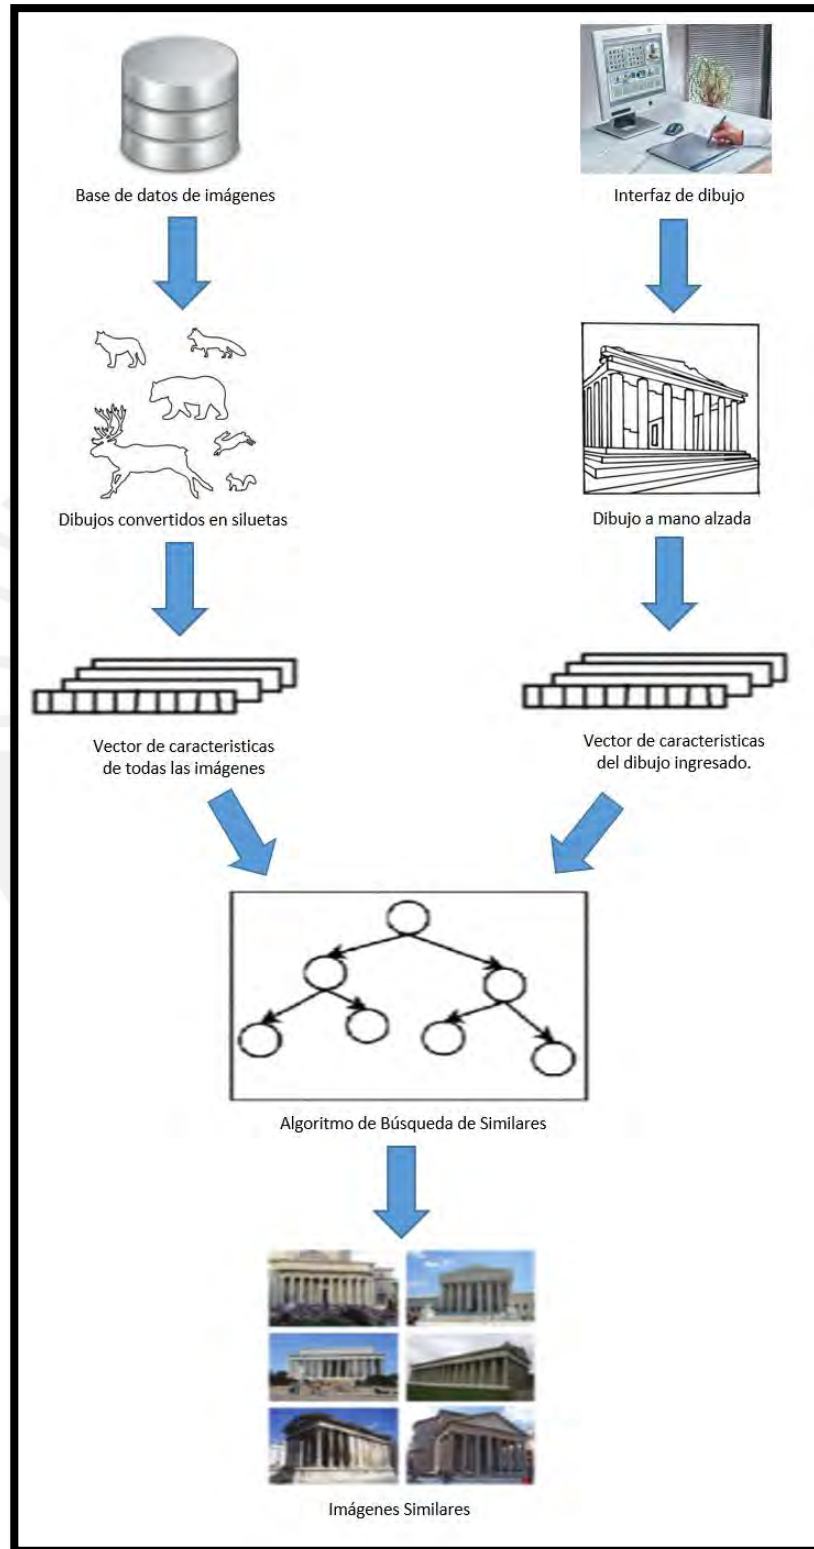 Base de datos de imágenes
Interfaz de dibujo
Dibujos convertidos en siluetas
Dibujo a mano alzada
Vector de caracteristicas
de todas las imágenes
Vector de caracteristicas
del dibujo ingresado.
Algoritmo de Búsqueda de Similares
Imágenes Similares